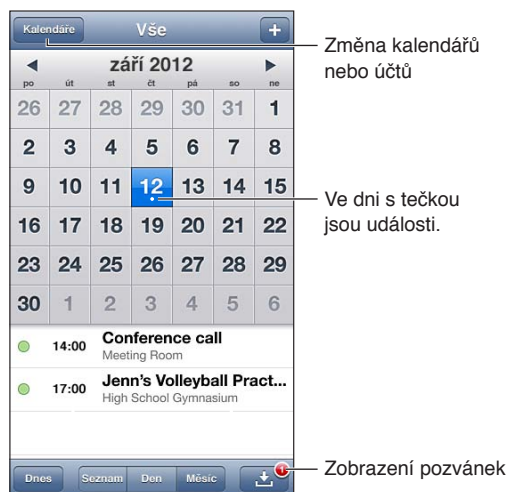 Kalendáře Vše +
Změna kalendářů
nebo účtů
září 2012
po út st čt pá so ne
26 27 28 29 30 31 1
2 3 4 5 6 7 8
9 10 11 12 13 14 15
Ve dni s tečkou
jsou události.
16 17 18 19 20 21 22
23 24 25 26 27 28 29
30 1 2 3 4 5 6
14:00 Conference call
Meeting Room
17:00 Jenn's Volleyball Pract...
High School Gymnasium
Dnes Seznam Den Měsíc 1
Zobrazení pozvánek